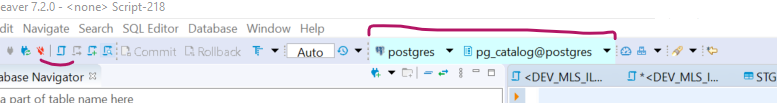 eaver 7.2.0 - <none> Script-218
dit Navigate Search SQL Editor Database Window Help
Commit Rollback Auto postgres pg_catalog@postgres
abase Navigator <DEV_MLS_IL... *<DEV_MLS_I... STG
a part of table name here